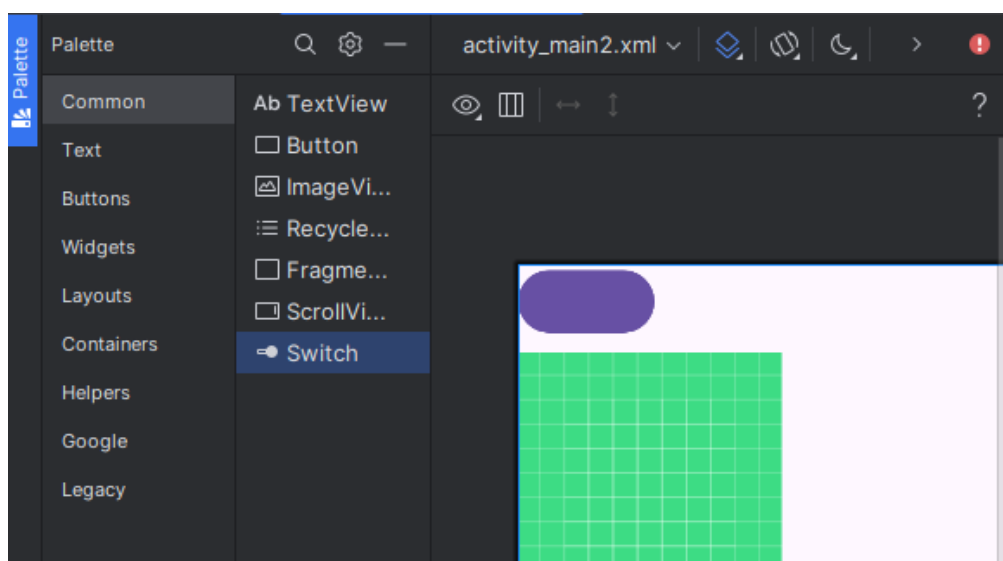 Palette
Palette
activity_main2.xml
Common
Text
Buttons
Widgets
Layouts
Containers
Helpers
Google
Legacy
Ab TextView
Button
ImageVi...
Recycle...
Fragme...
ScrollVi...
Switch
?